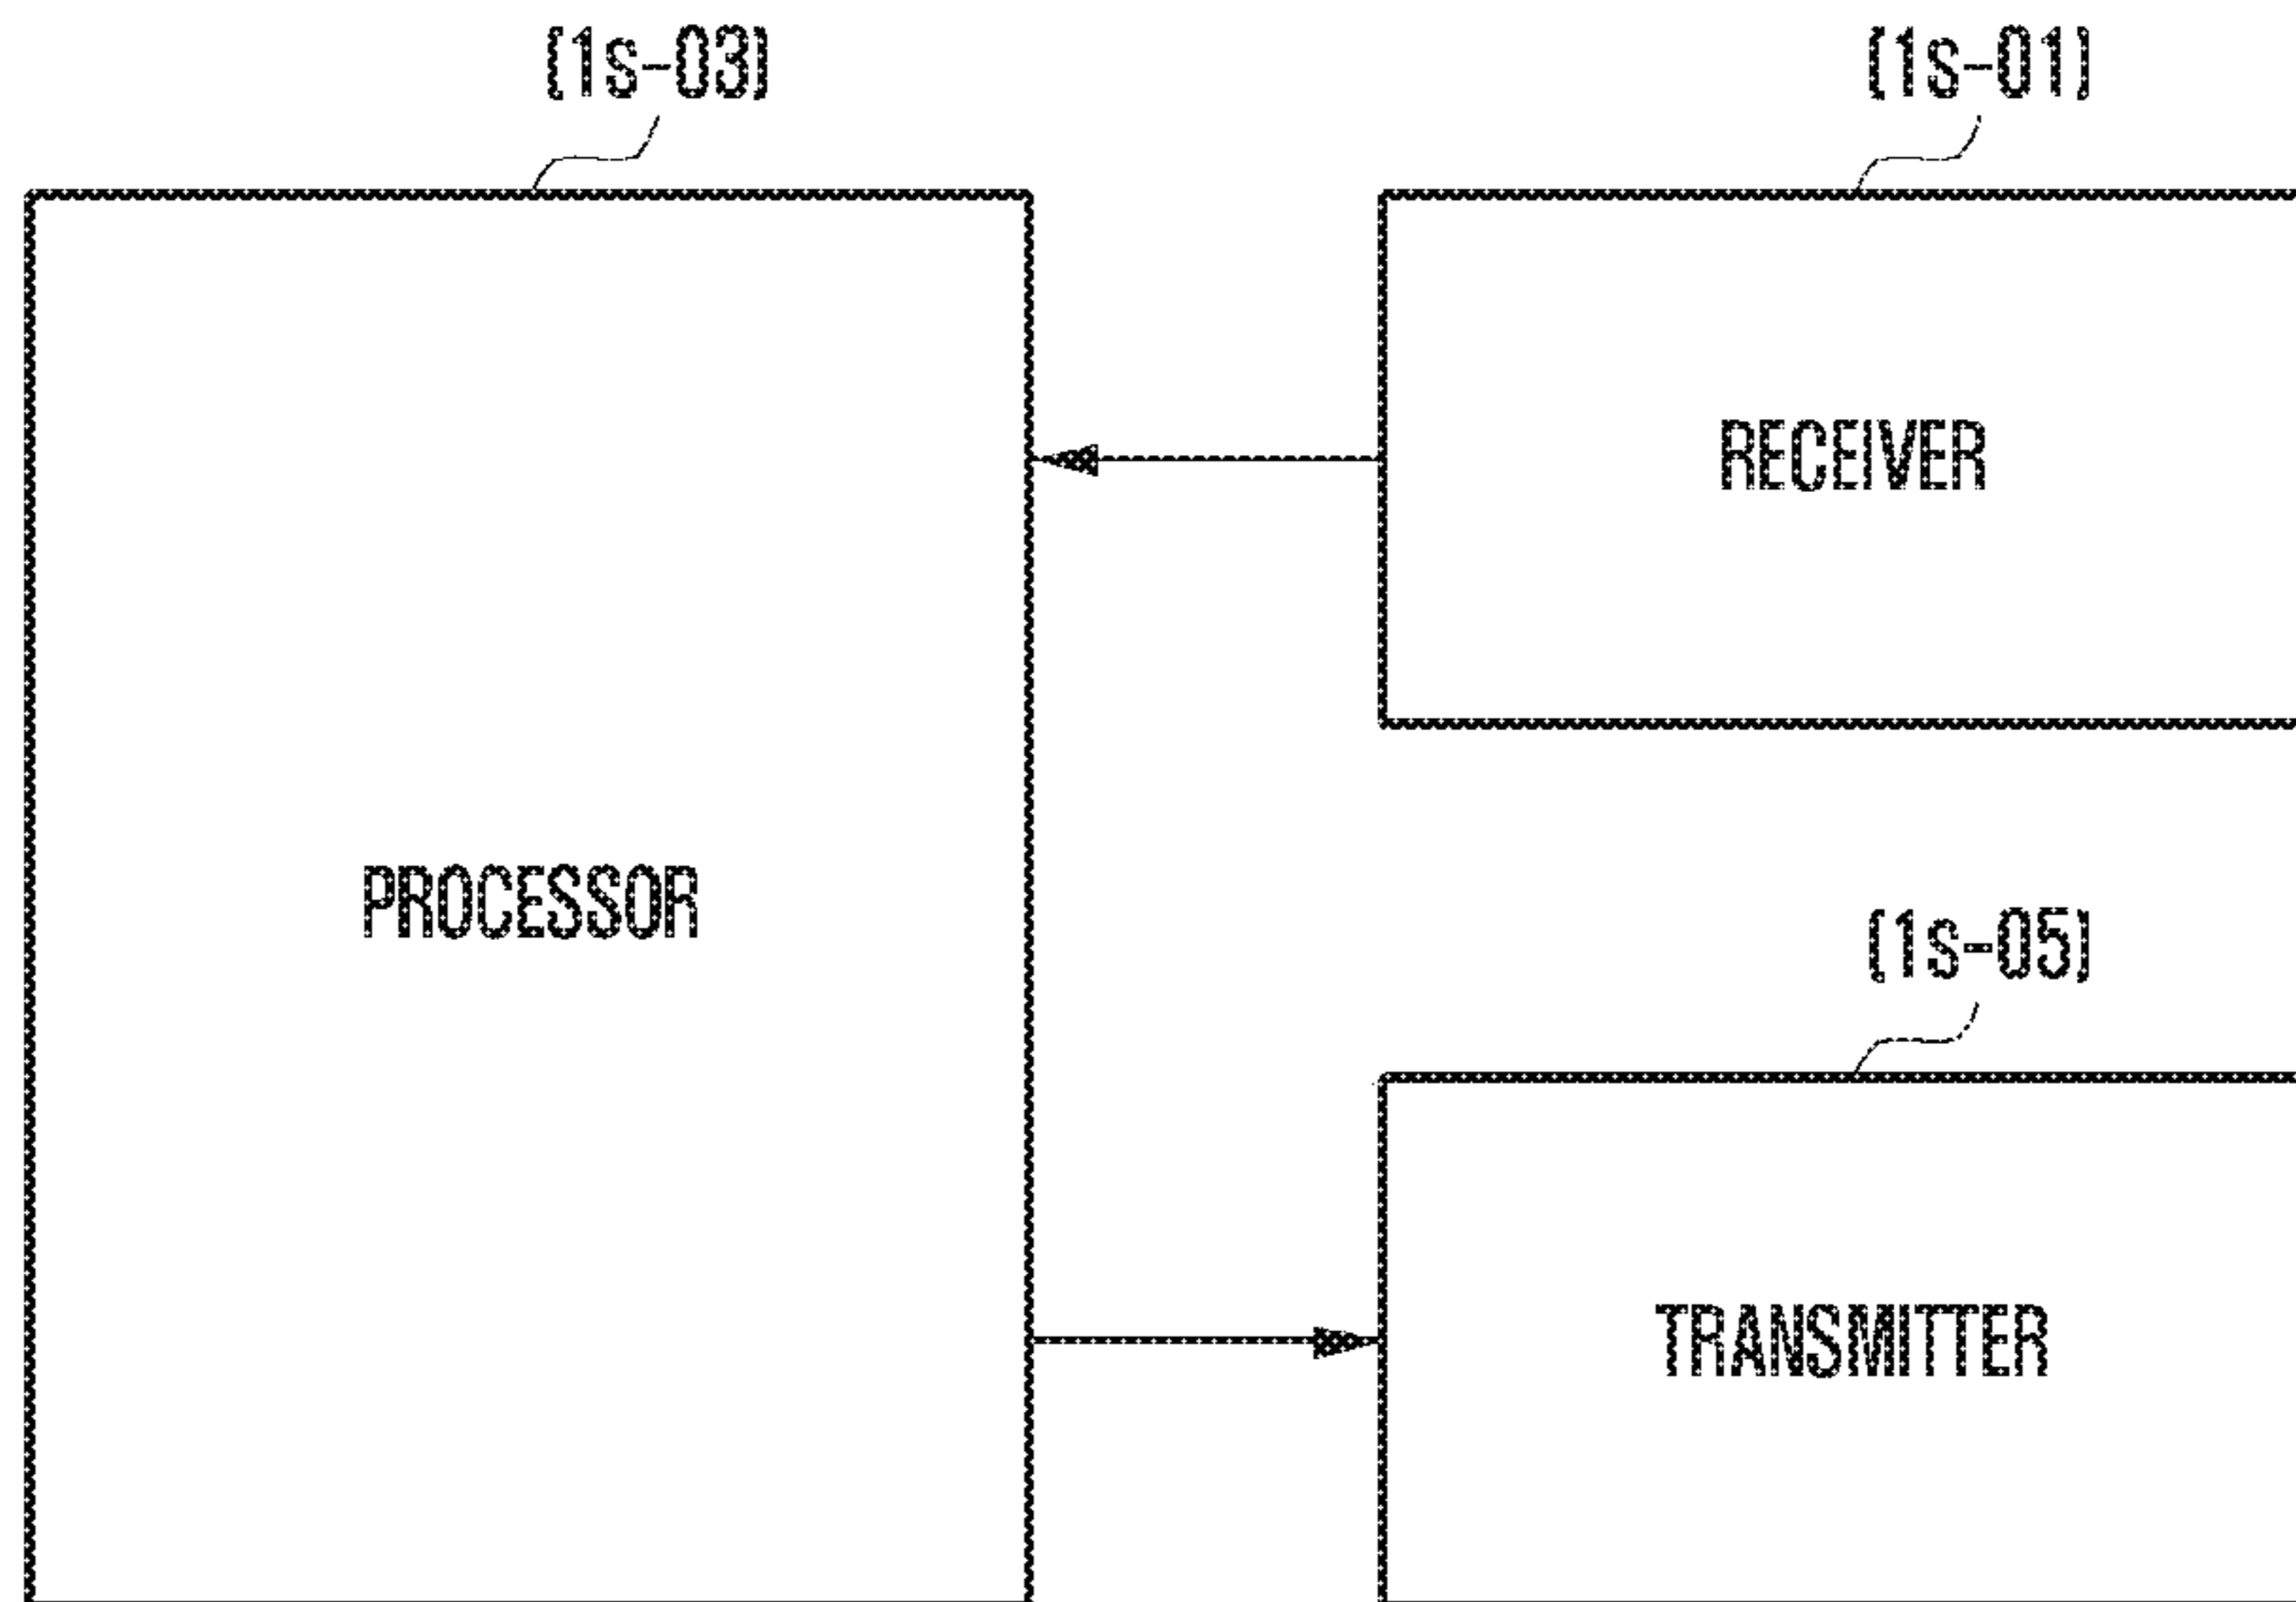 (1s-03)
(1s-01)
RECEIVER
PROCESSOR
(1s-05)
TRANSMITTER